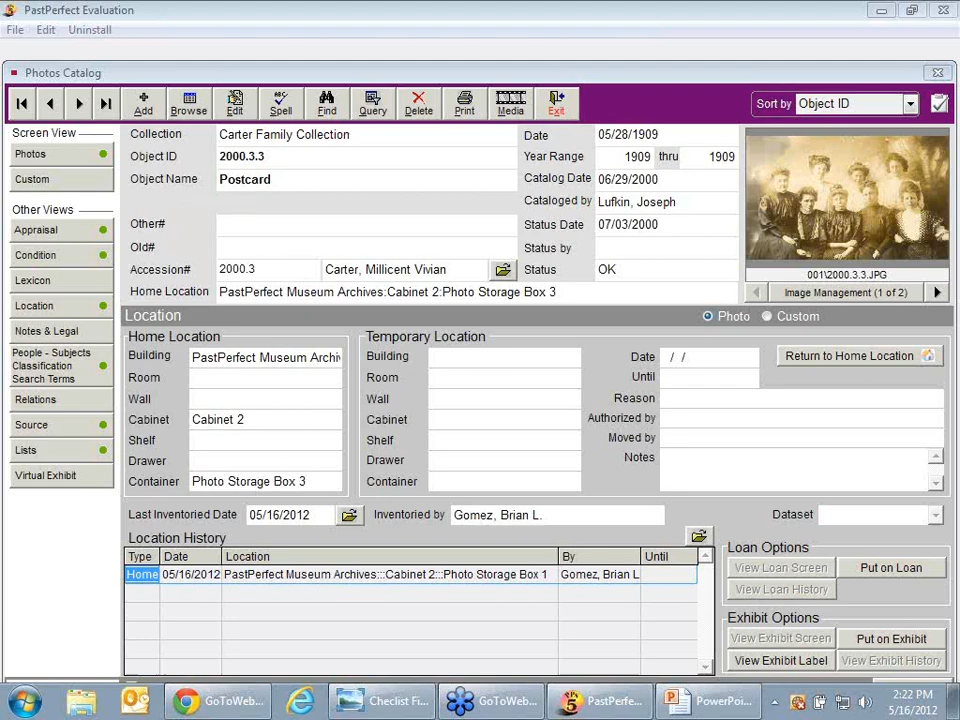 PastPerfect Evaluation
File Edit Uninstall
Photos Catalog
Add Browse Edit Spell Find Query Delete Print Media Exit
Sort by Object ID
Screen View
Photos
Custom
Other Views
Appraisal
Condition
Lexicon
Location
Notes & Legal
People - Subjects
Classification
Search Terms
Relations
Source
Lists
Virtual Exhibit
Collection Carter Family Collection
Object ID 2000.3.3
Object Name Postcard
Other#
Old#
Accession# 2000.3 Carter, Millicent Vivian
Home Location PastPerfect Museum Archives:Cabinet 2:Photo Storage Box 3
Date 05/28/1909
Year Range 1909 thru 1909
Catalog Date 06/29/2000
Cataloged by Lufkin, Joseph
Status Date 07/03/2000
Status by
Status OK
001\2000.3.3.JPG
Image Management (1 of 2)
Location
Photo Custom
Home Location
Building PastPerfect Museum Archi
Room
Wall
Cabinet Cabinet 2
Shelf
Drawer
Container Photo Storage Box 3
Temporary Location
Building
Room
Wall
Cabinet
Shelf
Drawer
Container
Date / /
Until
Reason
Authorized by
Moved by
Notes
Return to Home Location
Last Inventoried Date 05/16/2012 Inventoried by Gomez, Brian L. Dataset
Location History
Type Date Location By Until
Home 05/16/2012 PastPerfect Museum Archives:::Cabinet 2:::Photo Storage Box 1 Gomez, Brian L
Loan Options
View Loan Screen Put on Loan
View Loan History
Exhibit Options
View Exhibit Screen Put on Exhibit
View Exhibit Label View Exhibit History
GoToWeb... Checlist Fi... GoToWeb... PastPerfe... PowerPoi...
2:22 PM
5/16/2012